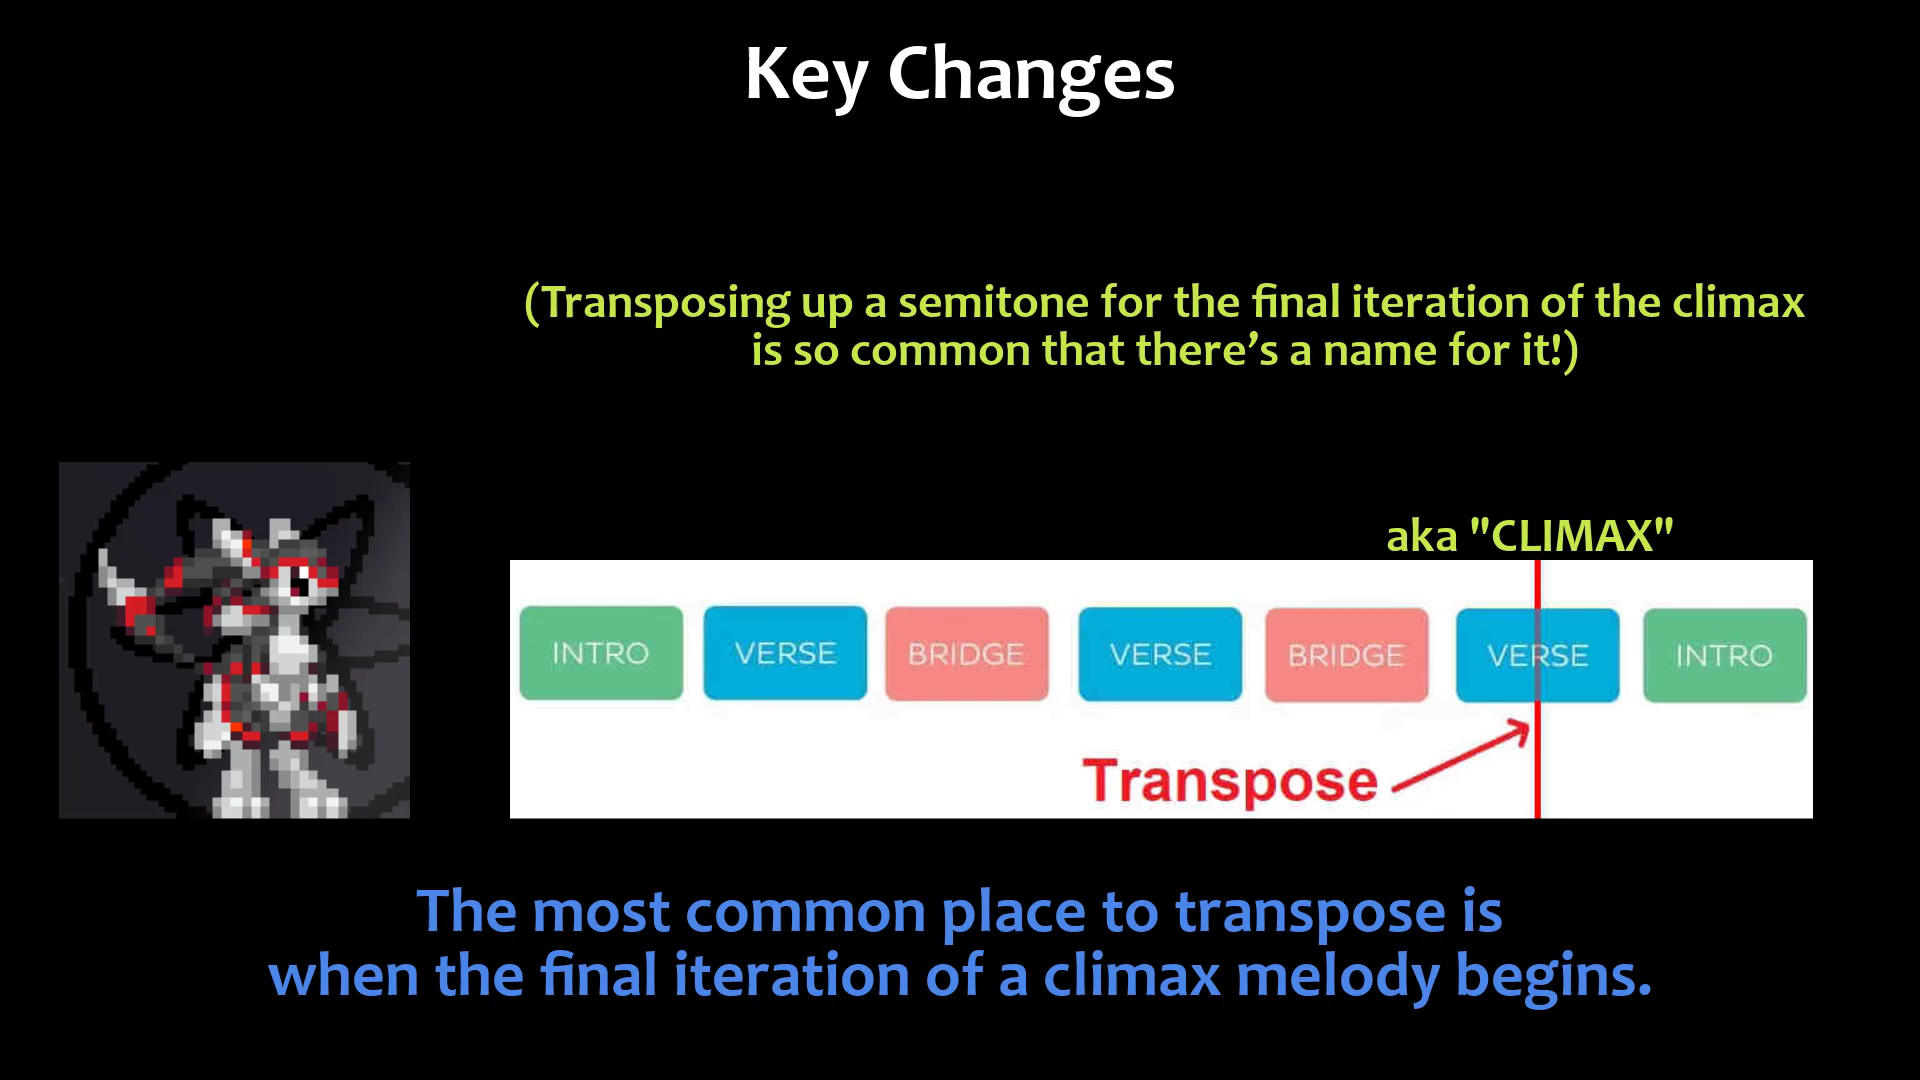 Key Changes
(Transposing up a semitone for the final iteration of the climax
is so common that there’s a name for it!)
aka "CLIMAX"
INTRO VERSE BRIDGE VERSE BRIDGE VERSE INTRO
Transpose
The most common place to transpose is
when the final iteration of a climax melody begins.